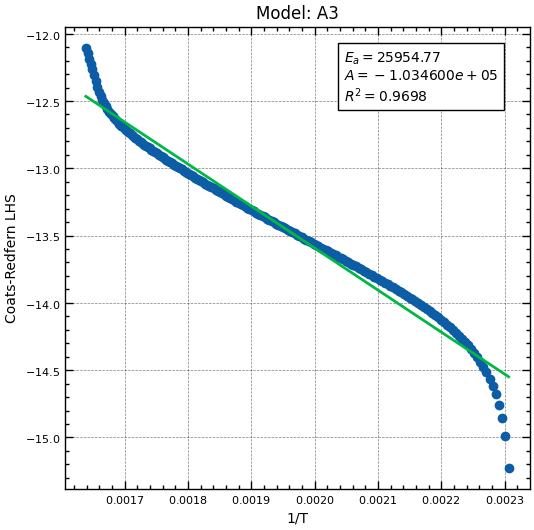 Model: A3
E_a = 25954.77
A = −1.034600e + 05
R^2 = 0.9698
Coats-Redfern LHS
−12.0
−12.5
−13.0
−13.5
−14.0
−14.5
−15.0
0.0017 0.0018 0.0019 0.0020 0.0021 0.0022 0.0023
1/T